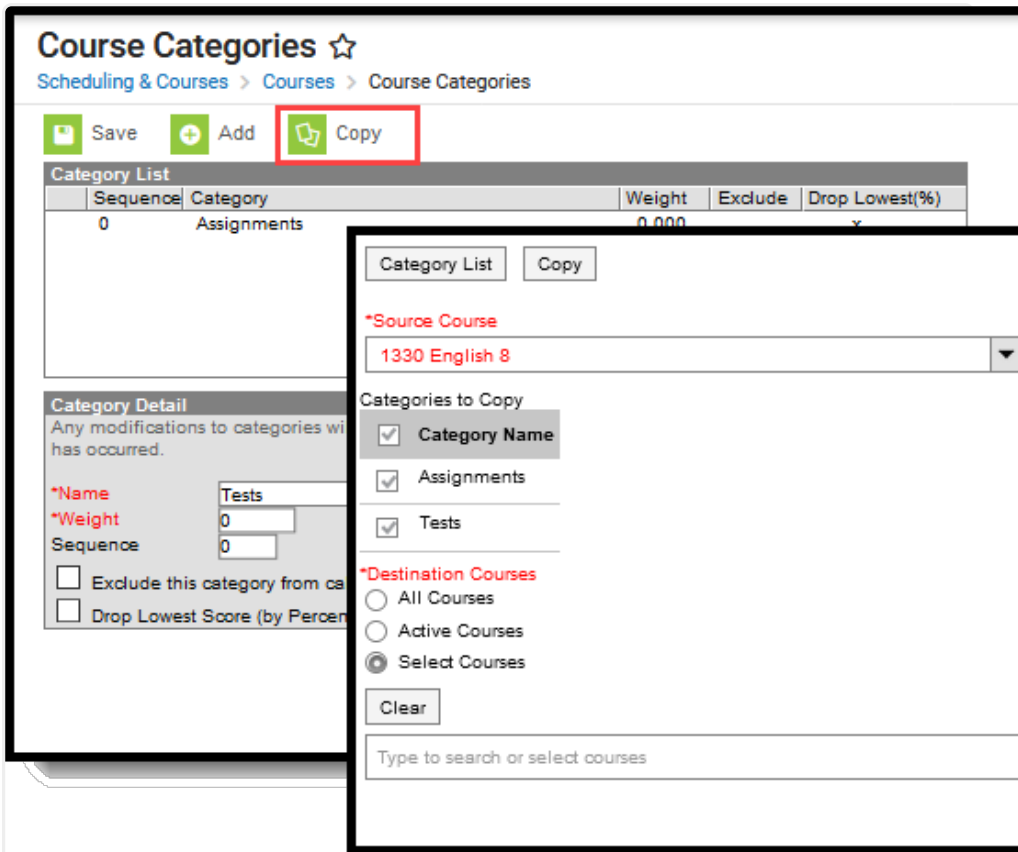 Course Categories
Scheduling & Courses > Courses > Course Categories
Save Add Copy
Category List
Sequence Category Weight Exclude Drop Lowest(%)
0 Assignments 0.000 x
Category Detail
Any modifications to categories wi
has occurred.
*Name Tests
*Weight 0
Sequence 0
Exclude this category from ca
Drop Lowest Score (by Percen
Category List Copy
*Source Course
1330 English 8
Categories to Copy
Category Name
Assignments
Tests
*Destination Courses
All Courses
Active Courses
Select Courses
Clear
Type to search or select courses